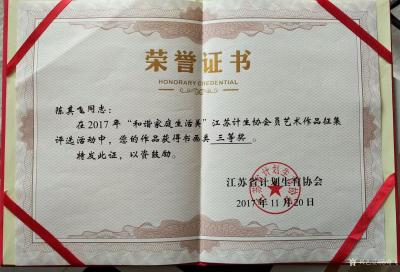 荣誉证书
HONORARY CREDENTIAL
陈其飞同志：
在2017年“和谐家庭生活美”江苏计生协会员艺术作品征集
评选活动中，您的作品获得书画类 三等奖。
特发此证，以资鼓励。
江苏省计划生育协会
2017年11月20日